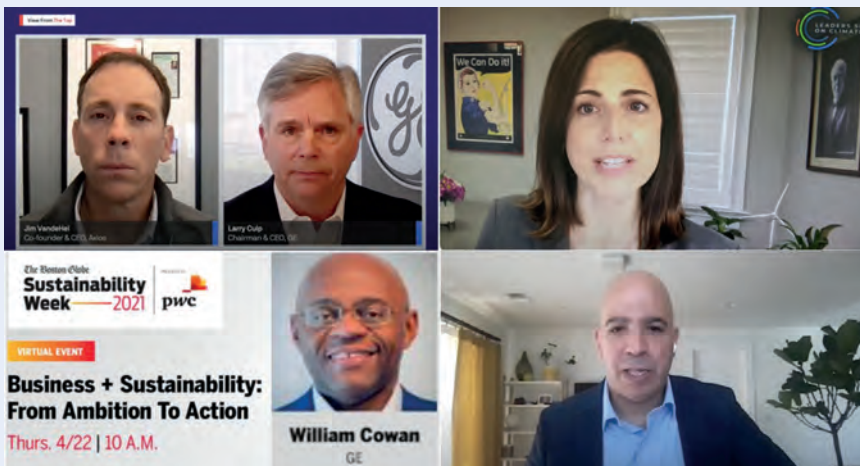 View From The Top
Jim VandeHei
Co-founder & CEO, Axios
Larry Culp
Chairman & CEO, GE
We Can Do It!
LEADERS S
ON CLIMAT
The Boston Globe
Sustainability
Week 2021
PRESENTED BY
pwc
VIRTUAL EVENT
Business + Sustainability:
From Ambition To Action
Thurs. 4/22 | 10 A.M.
William Cowan
GE